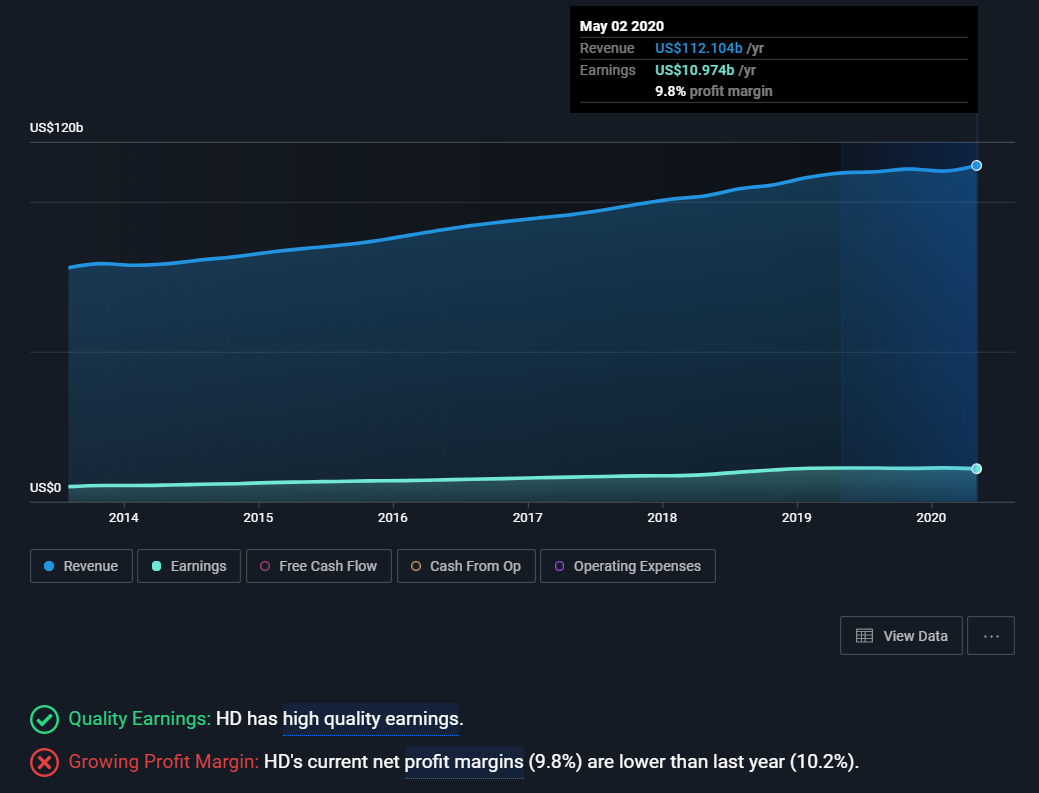 May 02 2020
Revenue US$112.104b /yr
Earnings US$10.974b /yr
9.8% profit margin
US$120b
US$0
2014 2015 2016 2017 2018 2019 2020
Revenue Earnings Free Cash Flow Cash From Op Operating Expenses
View Data ...
Quality Earnings: HD has high quality earnings.
Growing Profit Margin: HD's current net profit margins (9.8%) are lower than last year (10.2%).